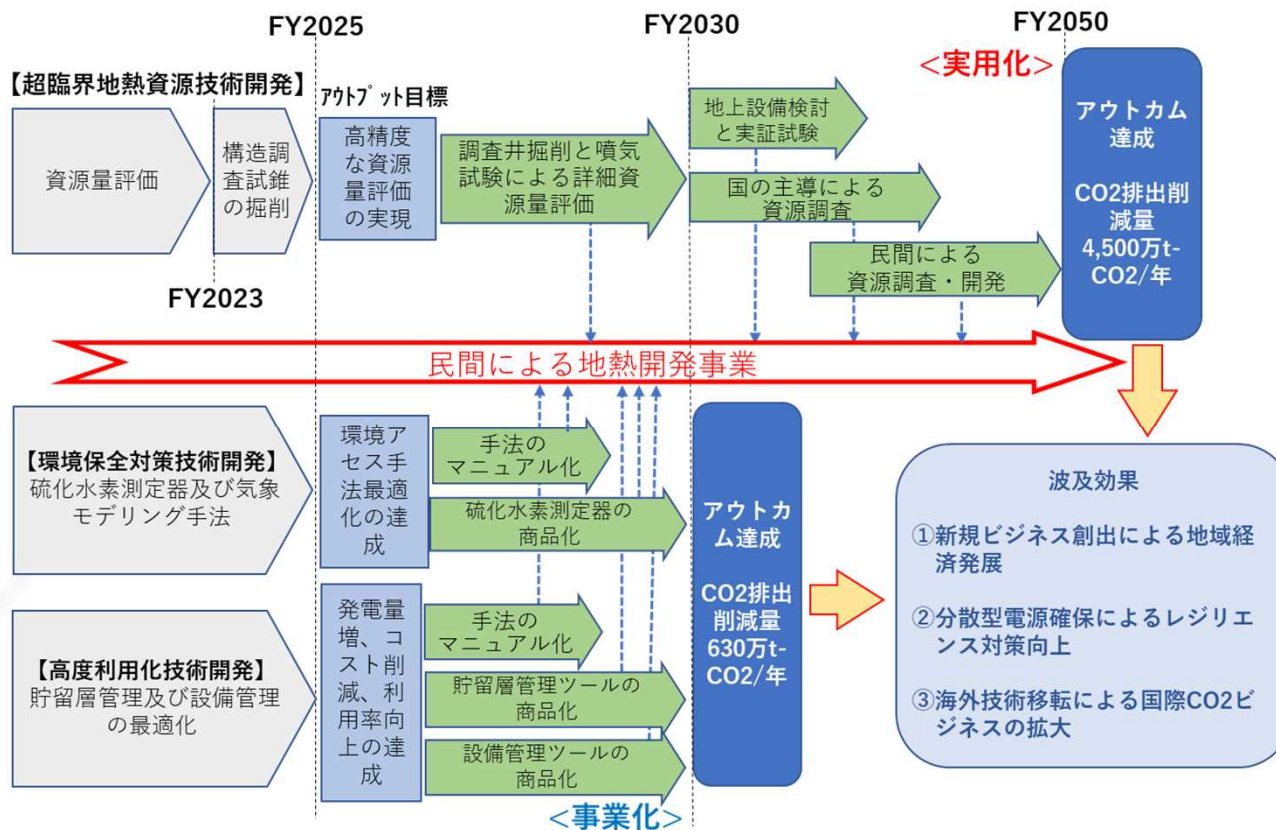 FY2025
FY2030
FY2050
<実用化>
【超臨界地熱資源技術開発】
アウトプット目標
資源量評価
構造調
査試錐
の掘削
高精度
な資源
量評価
の実現
調査井掘削と噴気
試験による詳細資
源量評価
地上設備検討
と実証試験
国の主導による
資源調査
民間による
資源調査・開発
アウトカム
達成
CO2排出削
減量
4,500万t-
CO2/年
FY2023
民間による地熱開発事業
【環境保全対策技術開発】
硫化水素測定器及び気象
モデリング手法
環境ア
セス手
法最適
化の達
成
手法の
マニュアル化
硫化水素測定器の
商品化
【高度利用化技術開発】
貯留層管理及び設備管理
の最適化
発電量
増、コ
スト削
減、利
用率向
上の達
成
手法の
マニュアル化
貯留層管理ツールの
商品化
設備管理ツールの
商品化
<事業化>
アウトカ
ム達成
CO2排出
削減量
630万t-
CO2/年
波及効果
①新規ビジネス創出による地域経
済発展
②分散型電源確保によるレジリエ
ンス対策向上
③海外技術移転による国際CO2ビ
ジネスの拡大